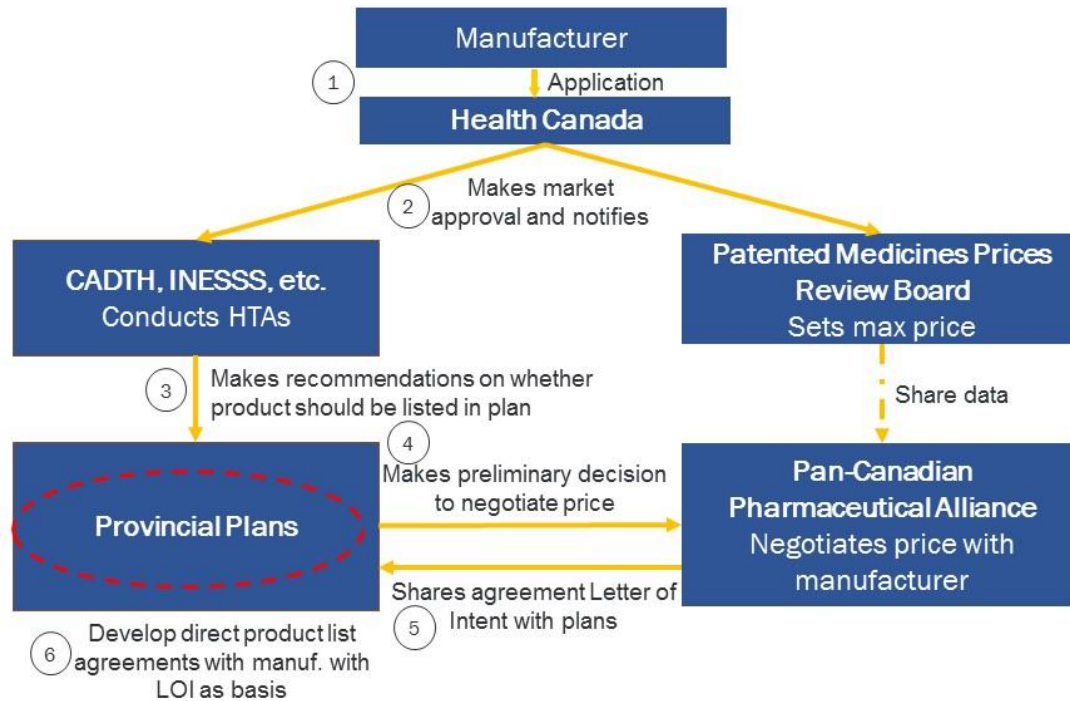 Manufacturer
1
Application
Health Canada
2
Makes market
approval and notifies
CADTH, INESSS, etc.
Conducts HTAs
Patented Medicines Prices
Review Board
Sets max price
3
Makes recommendations on whether
product should be listed in plan
Share data
4
Makes preliminary decision
to negotiate price
Provincial Plans
Pan-Canadian
Pharmaceutical Alliance
Negotiates price with
manufacturer
Shares agreement Letter of
Intent with plans
5
6
Develop direct product list
agreements with manuf. with
LOI as basis